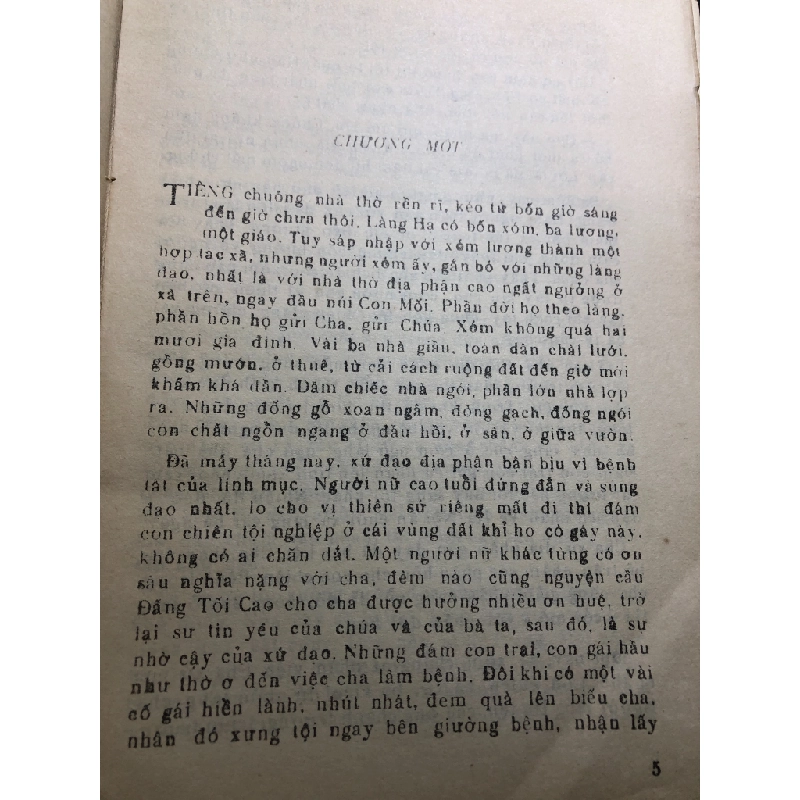 CHƯƠNG MỘT
TIẾNG chuông nhà thờ rền rĩ, kéo từ bốn giờ sáng
đến giờ chưa thôi. Làng Hạ có bốn xóm, ba lương,
một giáo. Tuy sáp nhập với xóm lương thành một
hợp tác xã, nhưng người xóm ấy, gắn bó với những làng
đạo, nhất là với nhà thờ địa phận cao ngất ngưởng ở
xã trên, ngay đầu núi Con Mối. Phần đời họ theo làng,
phần hồn họ gửi Cha, gửi Chúa. Xóm không quá hai
mươi gia đình. Vài ba nhà giàu, toàn dân chài lưới,
gồng mướn, ở thuê, từ cải cách ruộng đất đến giờ mới
khấm khá dần. Dăm chiếc nhà ngói, phần lớn nhà lợp
rạ. Những đống gỗ xoan ngâm, đống gạch, đống ngói
còn chất ngổn ngang ở đầu hồi, ở sân, ở giữa vườn.
Đã mấy tháng nay, xứ đạo địa phận bận bịu vì bệnh
tật của linh mục. Người nữ cao tuổi đứng đắn và sùng
đạo nhất, lo cho vị thiên sứ riêng mất đi thì đám
con chiên tội nghiệp ở cái vùng đất khỉ ho cò gáy này,
không có ai chăn dắt. Một người nữ khác từng có ơn
sâu nghĩa nặng với cha, đêm nào cũng nguyện cầu
Đấng Tối Cao cho cha được hưởng nhiều ơn huệ, trở
lại sự tin yêu của chúa và của bà ta, sau đó, là sự
nhờ cậy của xứ đạo. Những đám con trai, con gái hầu
như thờ ơ đến việc cha lâm bệnh. Đôi khi có một vài
cô gái hiền lành, nhút nhát, đem quà lên biếu cha,
nhân đó xưng tội ngay bên giường bệnh, nhận lấy
5